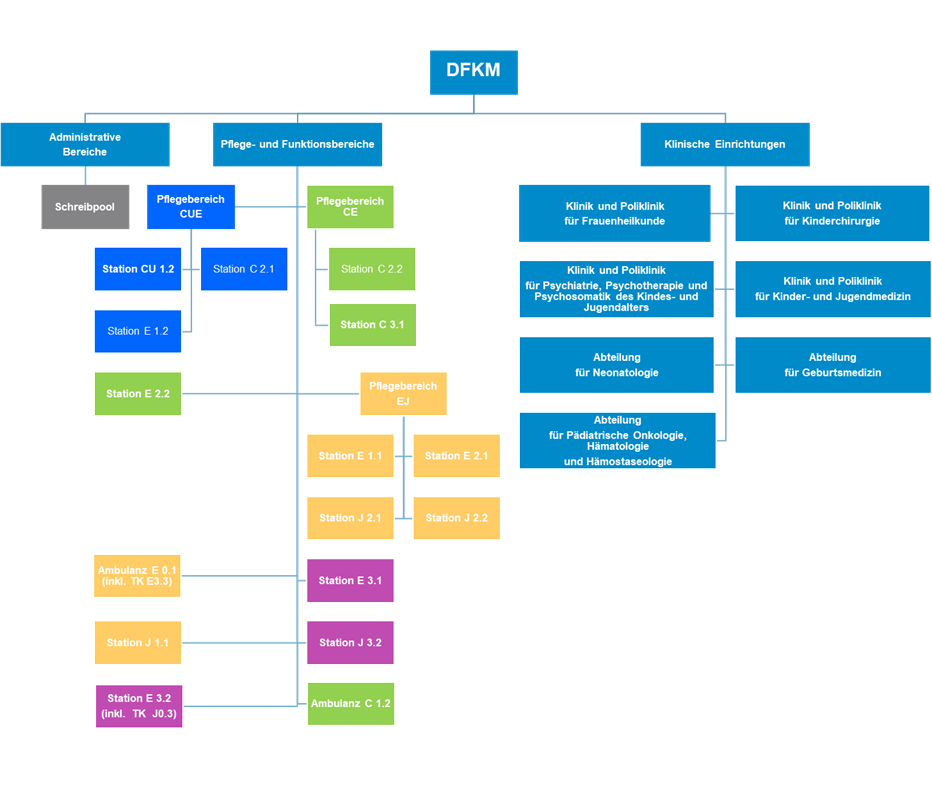 DFKM
Administrative
Bereiche
Pflege- und Funktionsbereiche
Klinische Einrichtungen
Schreibpool
Pflegebereich
CUE
Pflegebereich
CE
Station CU 1.2
Station C 2.1
Station E 1.2
Station C 2.2
Station C 3.1
Station E 2.2
Pflegebereich
EJ
Station E 1.1
Station E 2.1
Station J 2.1
Station J 2.2
Ambulanz E 0.1
(inkl. TK E3.3)
Station E 3.1
Station J 1.1
Station J 3.2
Station E 3.2
(inkl. TK J0.3)
Ambulanz C 1.2
Klinik und Poliklinik
für Frauenheilkunde
Klinik und Poliklinik
für Kinderchirurgie
Klinik und Poliklinik
für Psychiatrie, Psychotherapie und
Psychosomatik des Kindes- und
Jugendalters
Klinik und Poliklinik
für Kinder- und Jugendmedizin
Abteilung
für Neonatologie
Abteilung
für Geburtsmedizin
Abteilung
für Pädiatrische Onkologie,
Hämatologie
und Hämostaseologie